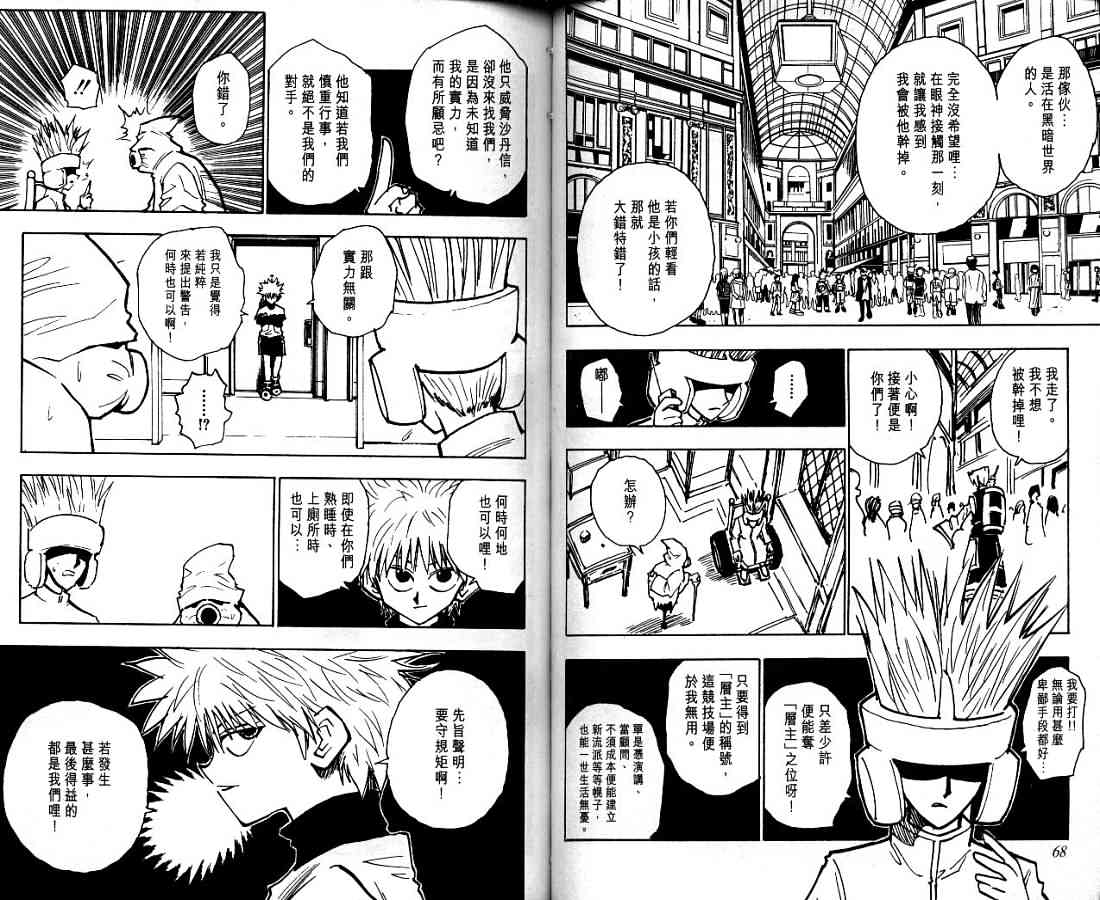 那傢伙…
是活在黑暗世界
的人。
完全沒希望哩…
在眼神接觸那一刻，
就讓我感到
我會被他幹掉。
若你們輕看
他是小孩的話，
那就
大錯特錯了！
我走了。
我不想
被幹掉哩！
小心啊！
接著便是
你們了！
……
嘟—
怎辦？
我要打!!
無論用甚麼
卑鄙手段都好…
只差少許
便能奪
「層主」之位呀！
只要得到
「層主」的稱號，
這競技場便
於我無用。
單是憑演講、
當顧問、
不須成本便能建立
新流派等等幌子，
也能一世生活無憂。
68
他只威脅沙丹信，
卻沒來找我們，
是因為未知道
我的實力，
而有所顧忌吧？
他知道若我們
慎重行事，
就絕不是我們的
對手。
你錯了。
!!
那跟
實力無關。
我只是覺得
若純粹
來提出警告，
何時也可以啊！
……!?
何時何地
也可以哩！
即使在你們
熟睡時、
上廁所時
也可以…
先旨聲明…
要守規矩啊！
若發生
甚麼事，
最後得益的
都是我們哩！